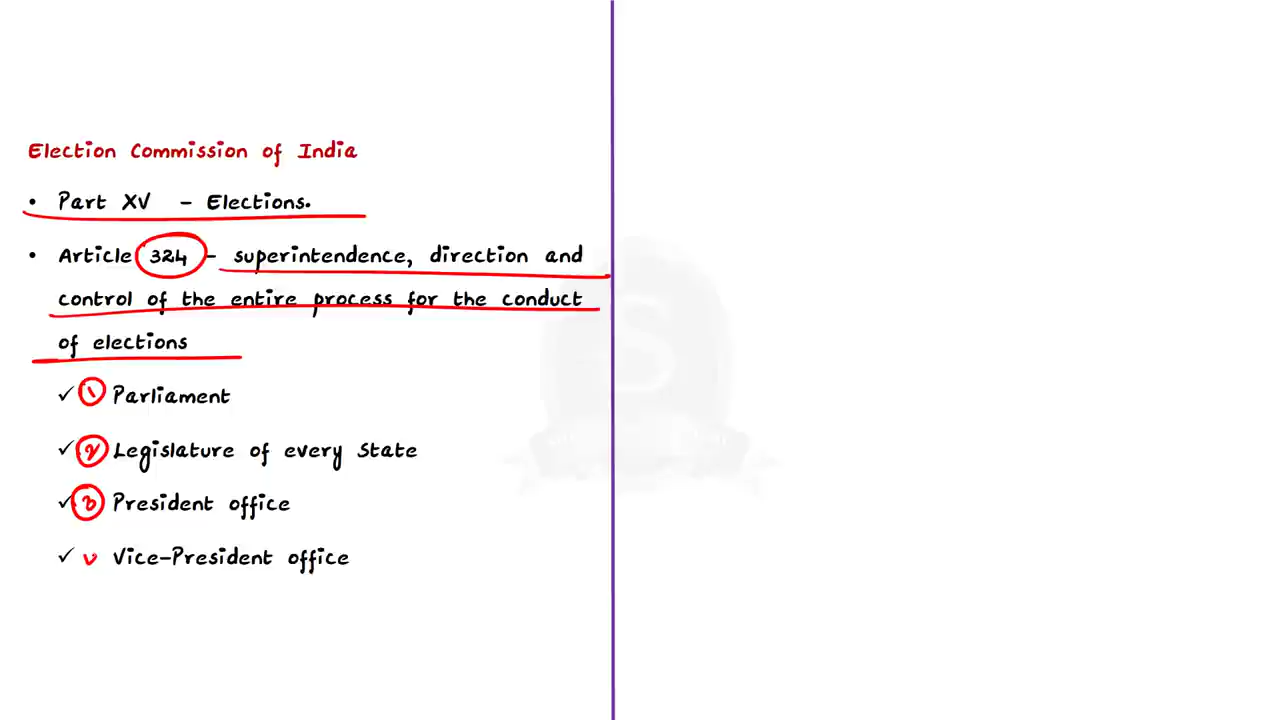 Election Commission of India
• Part XV - Elections.
• Article 324 - superintendence, direction and
control of the entire process for the conduct
of elections
✓ 1 Parliament
✓ 2 Legislature of every State
✓ 3 President office
✓ Vice-President office